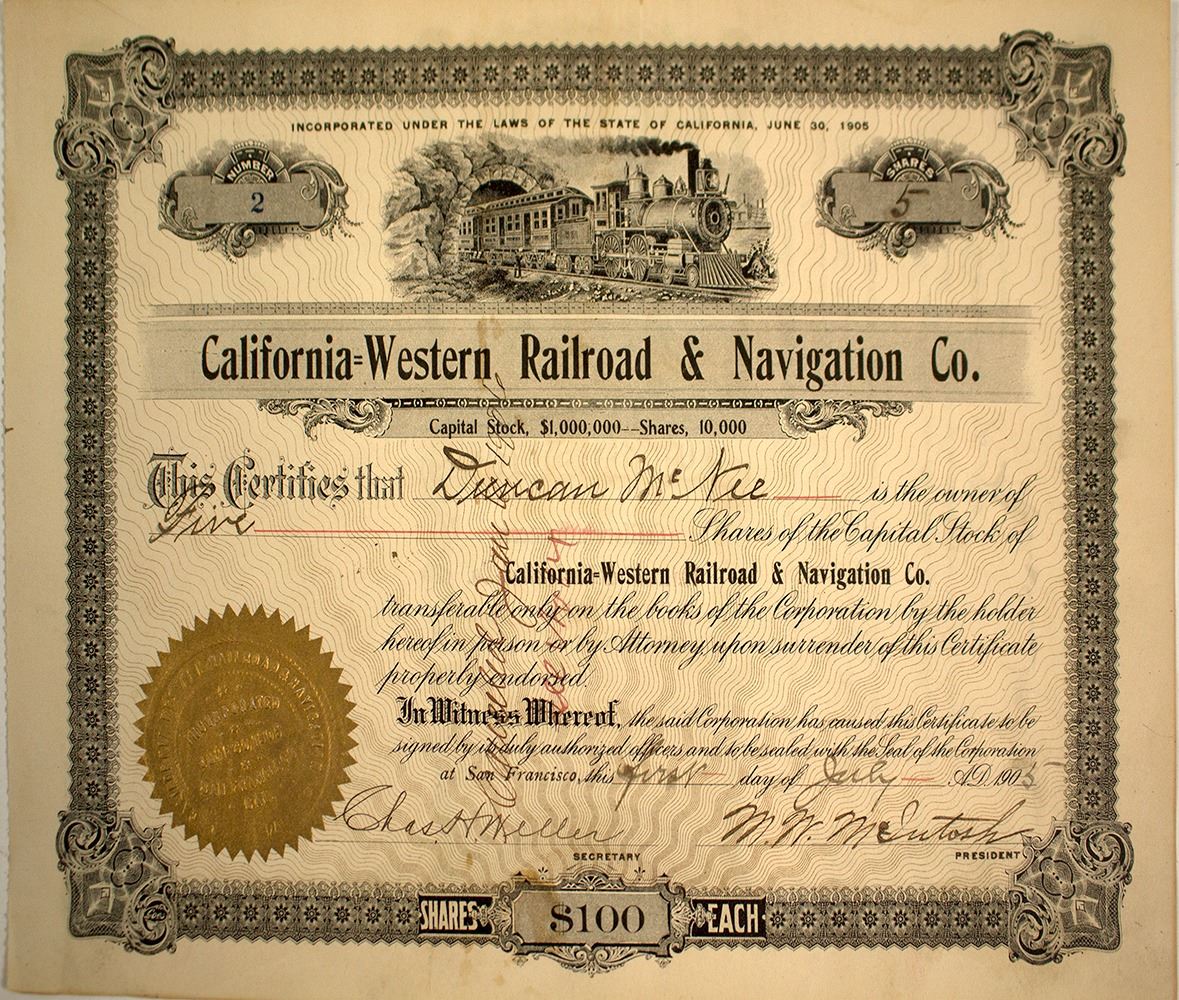 INCORPORATED UNDER THE LAWS OF THE STATE OF CALIFORNIA, JUNE 30, 1905
NUMBER
2
SHARES
5
California-Western Railroad & Navigation Co.
Capital Stock, $1,000,000--Shares, 10,000
This Certifies that Duncan McNee is the owner of
Five Shares of the Capital Stock of
California-Western Railroad & Navigation Co.
transferable only on the books of the Corporation by the holder
hereof in person or by Attorney, upon surrender of this Certificate
properly endorsed.
In Witness Whereof, the said Corporation has caused this Certificate to be
signed by its duly authorized officers and to be sealed with the Seal of the Corporation
at San Francisco, this first day of July A.D. 1905
Chas H Weller
M. W. McIntosh
SECRETARY
PRESIDENT
SHARES $100 EACH
INCORPORATED